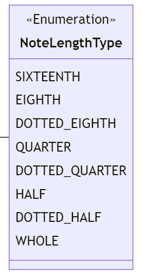 «Enumeration»
NoteLengthType
SIXTEENTH
EIGHTH
DOTTED_EIGHTH
QUARTER
DOTTED_QUARTER
HALF
DOTTED_HALF
WHOLE